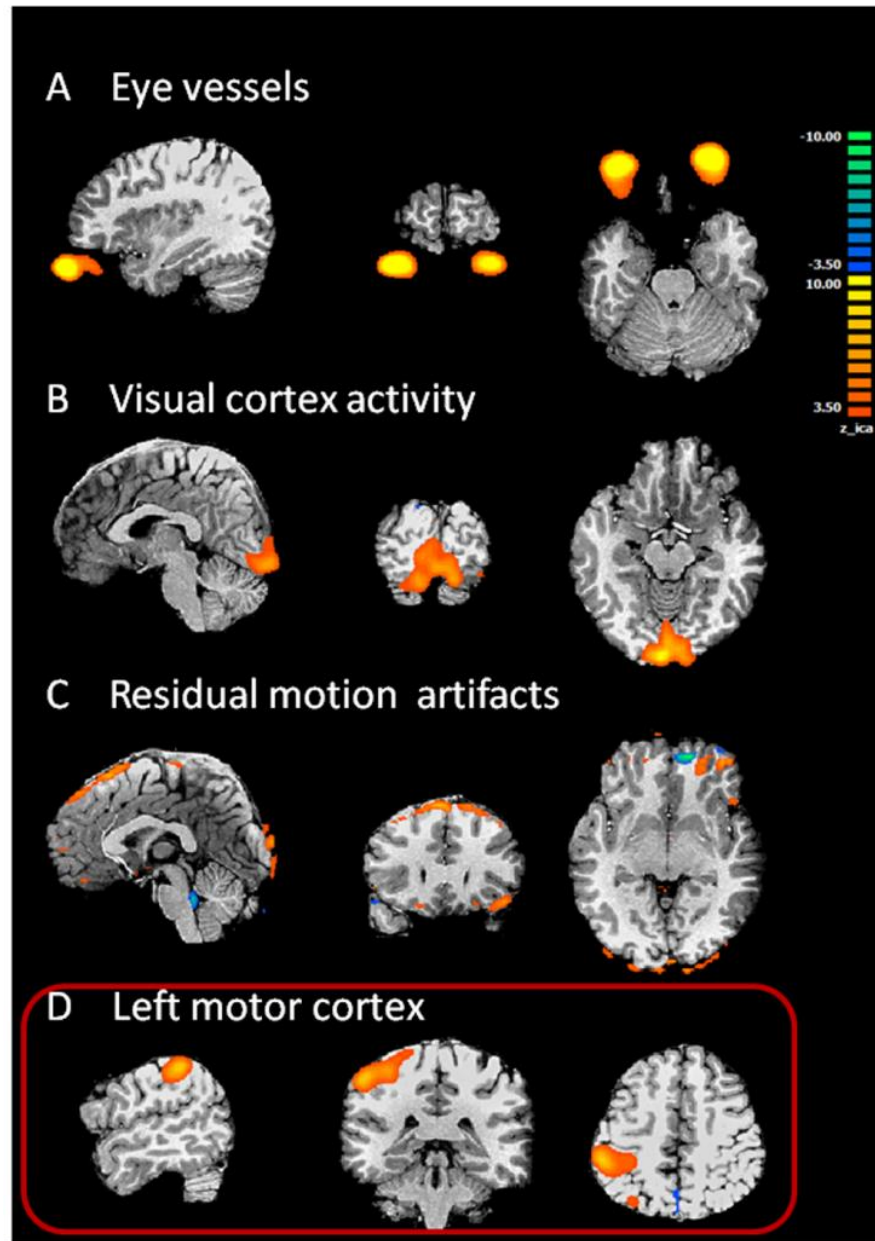 A Eye vessels
-10.00
-3.50
10.00
3.50
z_ica
B Visual cortex activity
C Residual motion artifacts
D Left motor cortex